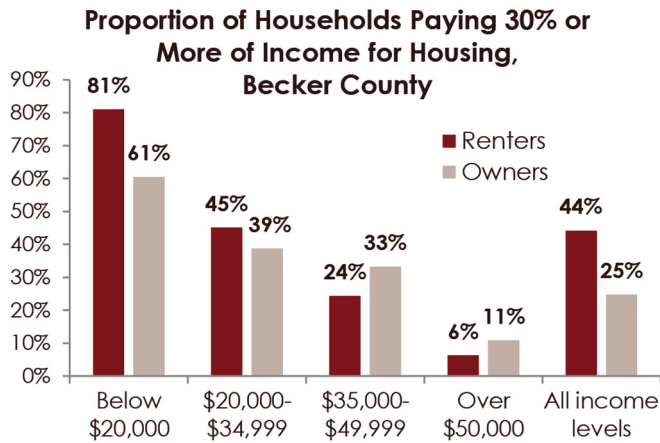 Proportion of Households Paying 30% or
More of Income for Housing,
Becker County
90%
80%
70%
60%
50%
40%
30%
20%
10%
0%
81%
61%
45%
39%
24%
33%
6%
11%
44%
25%
Renters
Owners
Below
$20,000
$20,000-
$34,999
$35,000-
$49,999
Over
$50,000
All income
levels